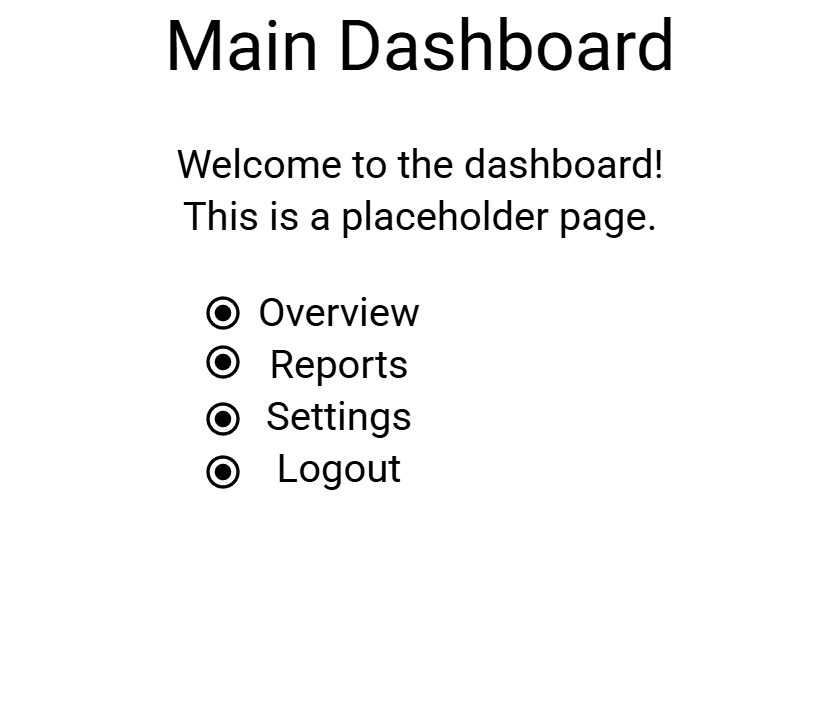 Main Dashboard
Welcome to the dashboard!
This is a placeholder page.
Overview
Reports
Settings
Logout